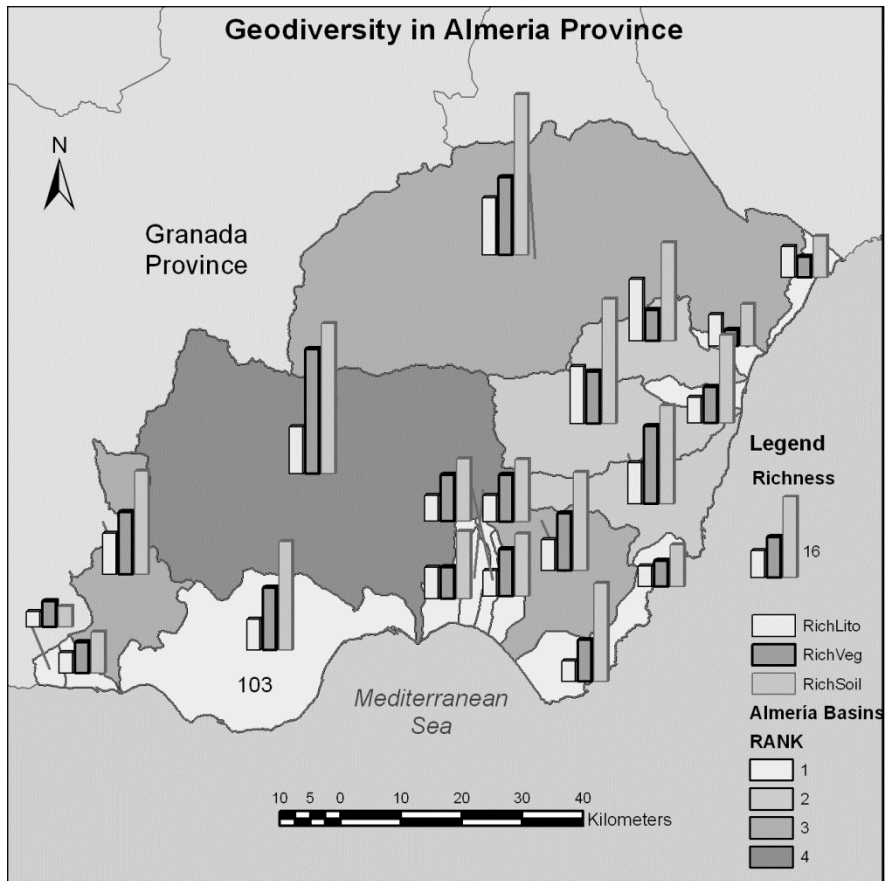 Geodiversity in Almeria Province
N
Granada
Province
Legend
Richness
16
RichLito
RichVeg
RichSoil
Almería Basins
RANK
1
2
3
4
103
Mediterranean
Sea
10 5 0 10 20 30 40
Kilometers